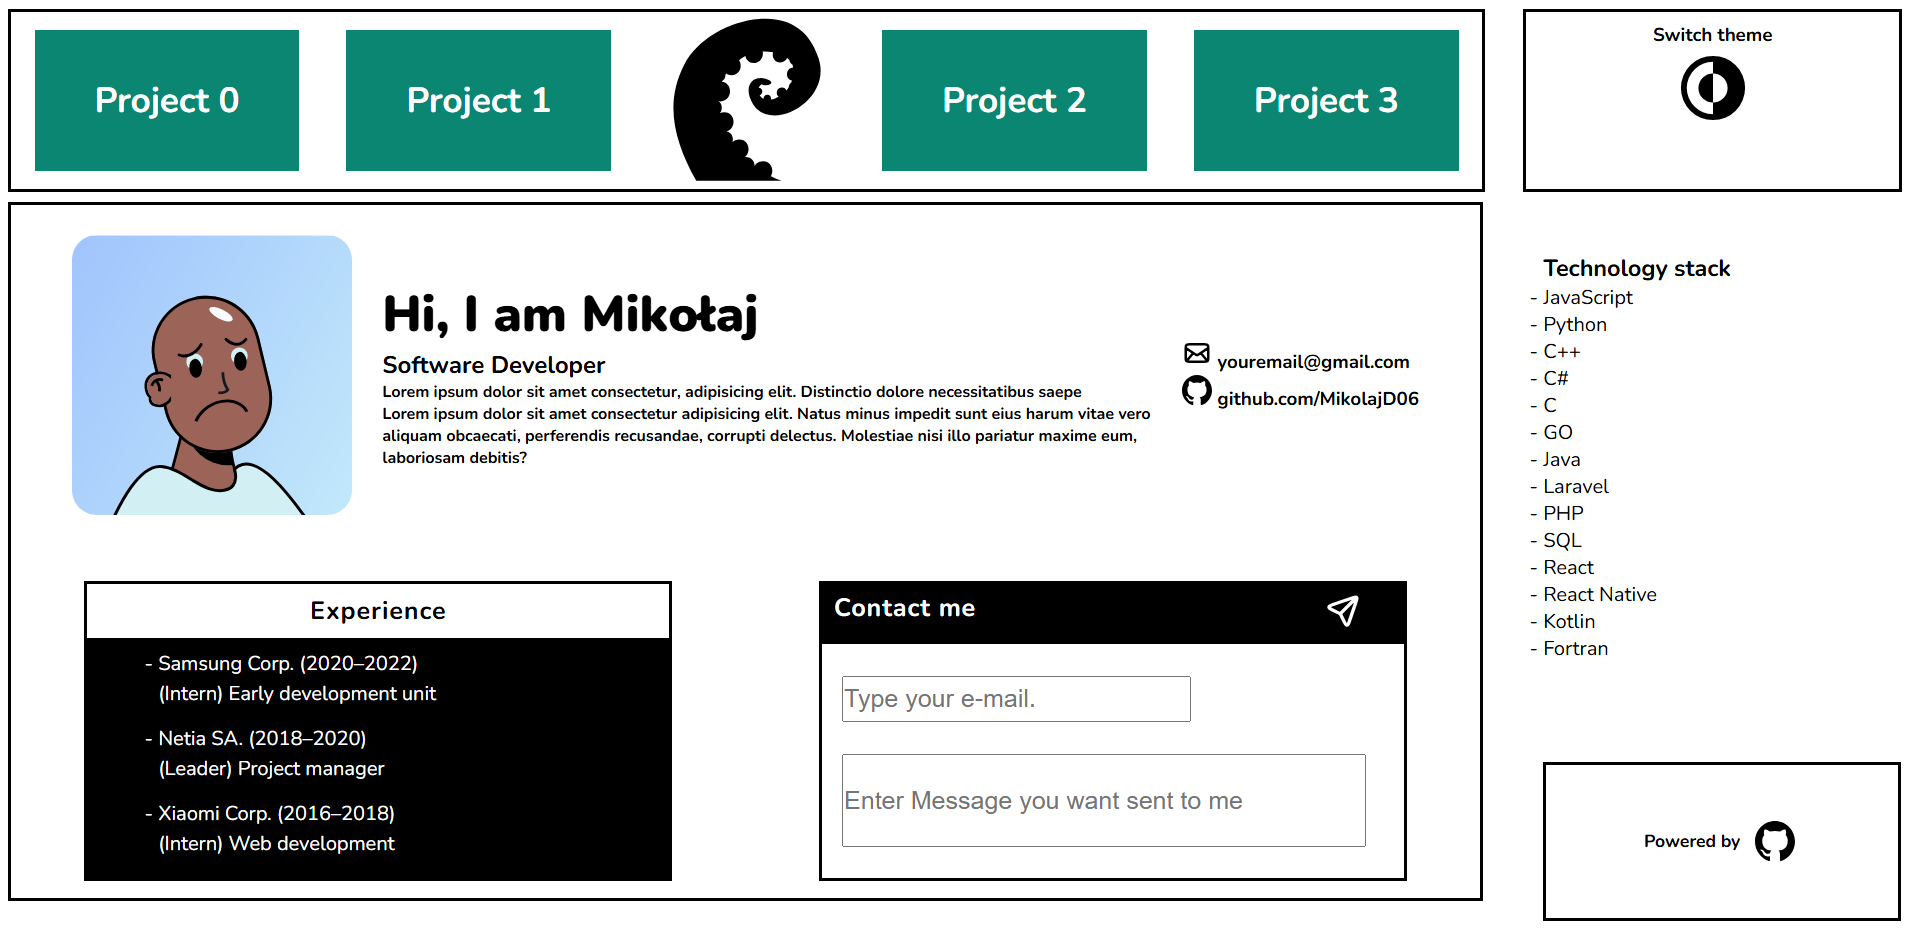 Project 0
Project 1
Project 2
Project 3
Switch theme
Hi, I am Mikołaj
Software Developer
Lorem ipsum dolor sit amet consectetur, adipisicing elit. Distinctio dolore necessitatibus saepe
Lorem ipsum dolor sit amet consectetur adipisicing elit. Natus minus impedit sunt eius harum vitae vero
aliquam obcaecati, perferendis recusandae, corrupti delectus. Molestiae nisi illo pariatur maxime eum,
laboriosam debitis?
youremail@gmail.com
github.com/MikolajD06
Experience
- Samsung Corp. (2020–2022)
(Intern) Early development unit
- Netia SA. (2018–2020)
(Leader) Project manager
- Xiaomi Corp. (2016–2018)
(Intern) Web development
Contact me
Type your e-mail.
Enter Message you want sent to me
Technology stack
- JavaScript
- Python
- C++
- C#
- C
- GO
- Java
- Laravel
- PHP
- SQL
- React
- React Native
- Kotlin
- Fortran
Powered by